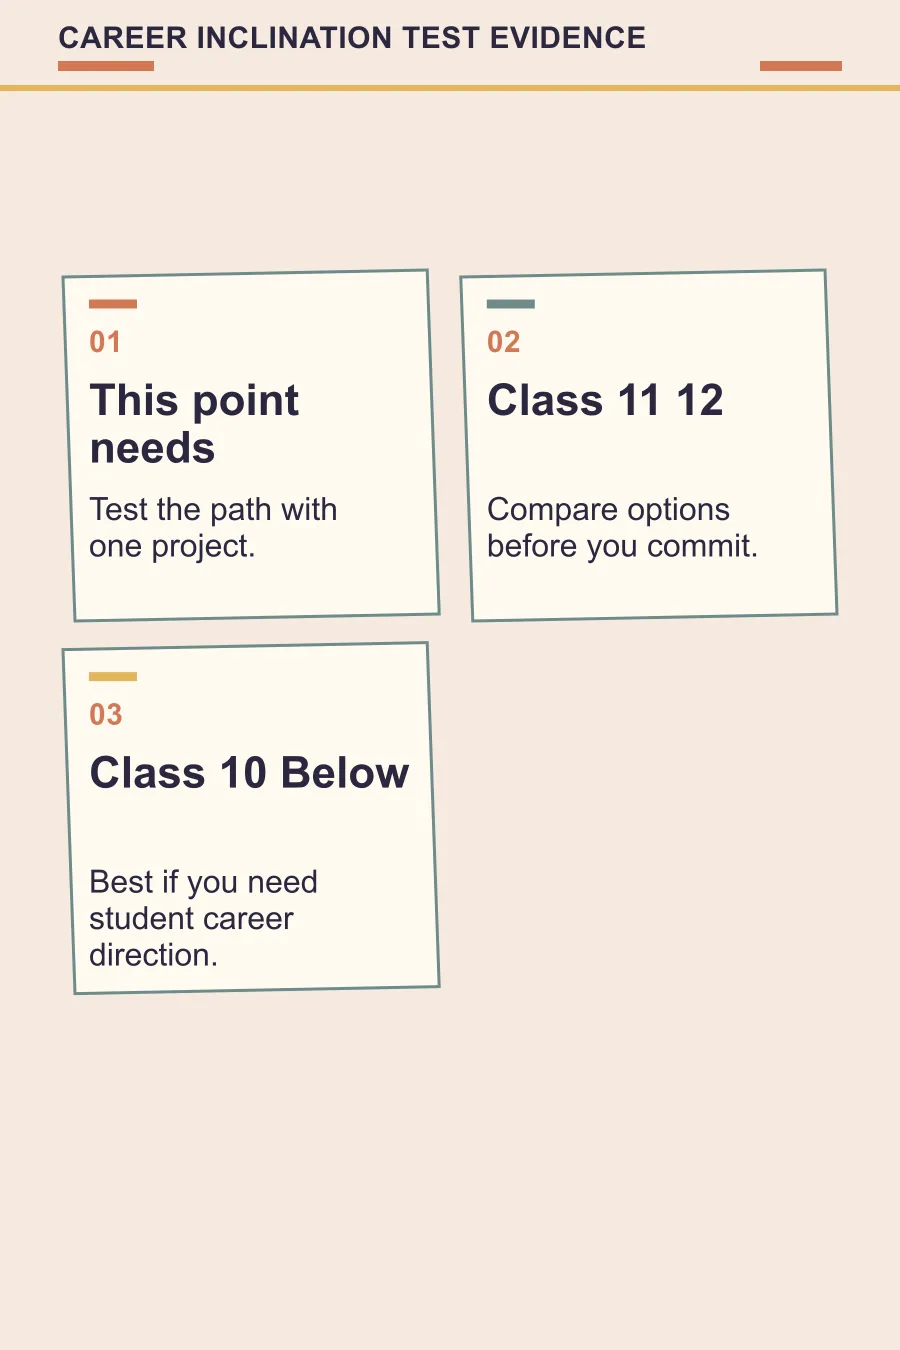 CAREER INCLINATION TEST EVIDENCE
01
This point
needs
Test the path with
one project.
02
Class 11 12
Compare options
before you commit.
03
Class 10 Below
Best if you need
student career
direction.